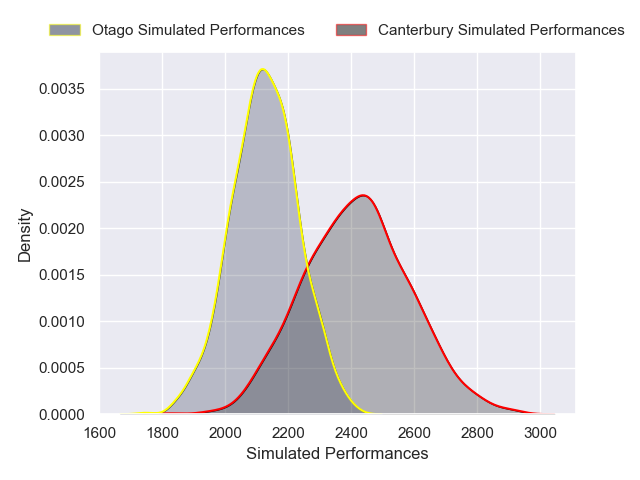 Otago Simulated Performances Canterbury Simulated Performances
0.0035
0.0030
0.0025
0.0020
0.0015
0.0010
0.0005
0.0000
Density
1600 1800 2000 2200 2400 2600 2800 3000
Simulated Performances